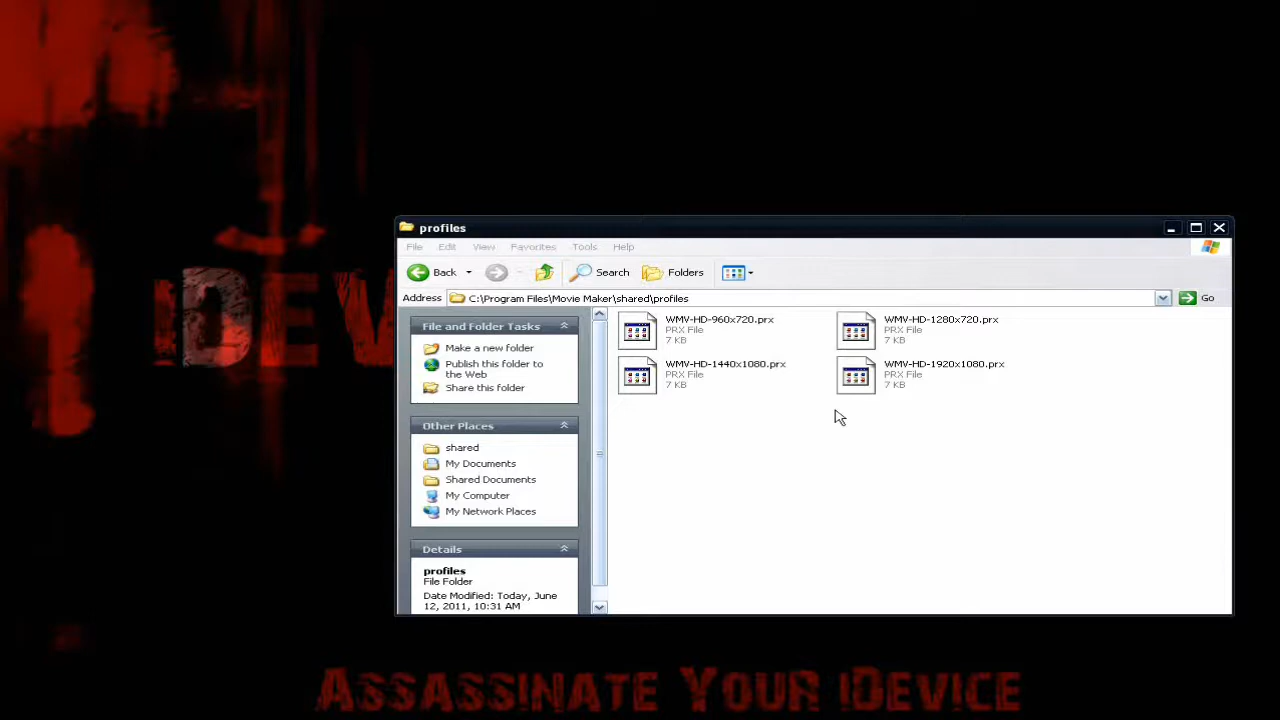 iDEV
profiles
File Edit View Favorites Tools Help
Back Search Folders
Address C:\Program Files\Movie Maker\shared\profiles Go
File and Folder Tasks
Make a new folder
Publish this folder to
the Web
Share this folder
Other Places
shared
My Documents
Shared Documents
My Computer
My Network Places
Details
profiles
File Folder
Date Modified: Today, June
12, 2011, 10:31 AM
WMV-HD-960x720.prx
PRX File
7 KB
WMV-HD-1280x720.prx
PRX File
7 KB
WMV-HD-1440x1080.prx
PRX File
7 KB
WMV-HD-1920x1080.prx
PRX File
7 KB
Assassinate Your iDevice